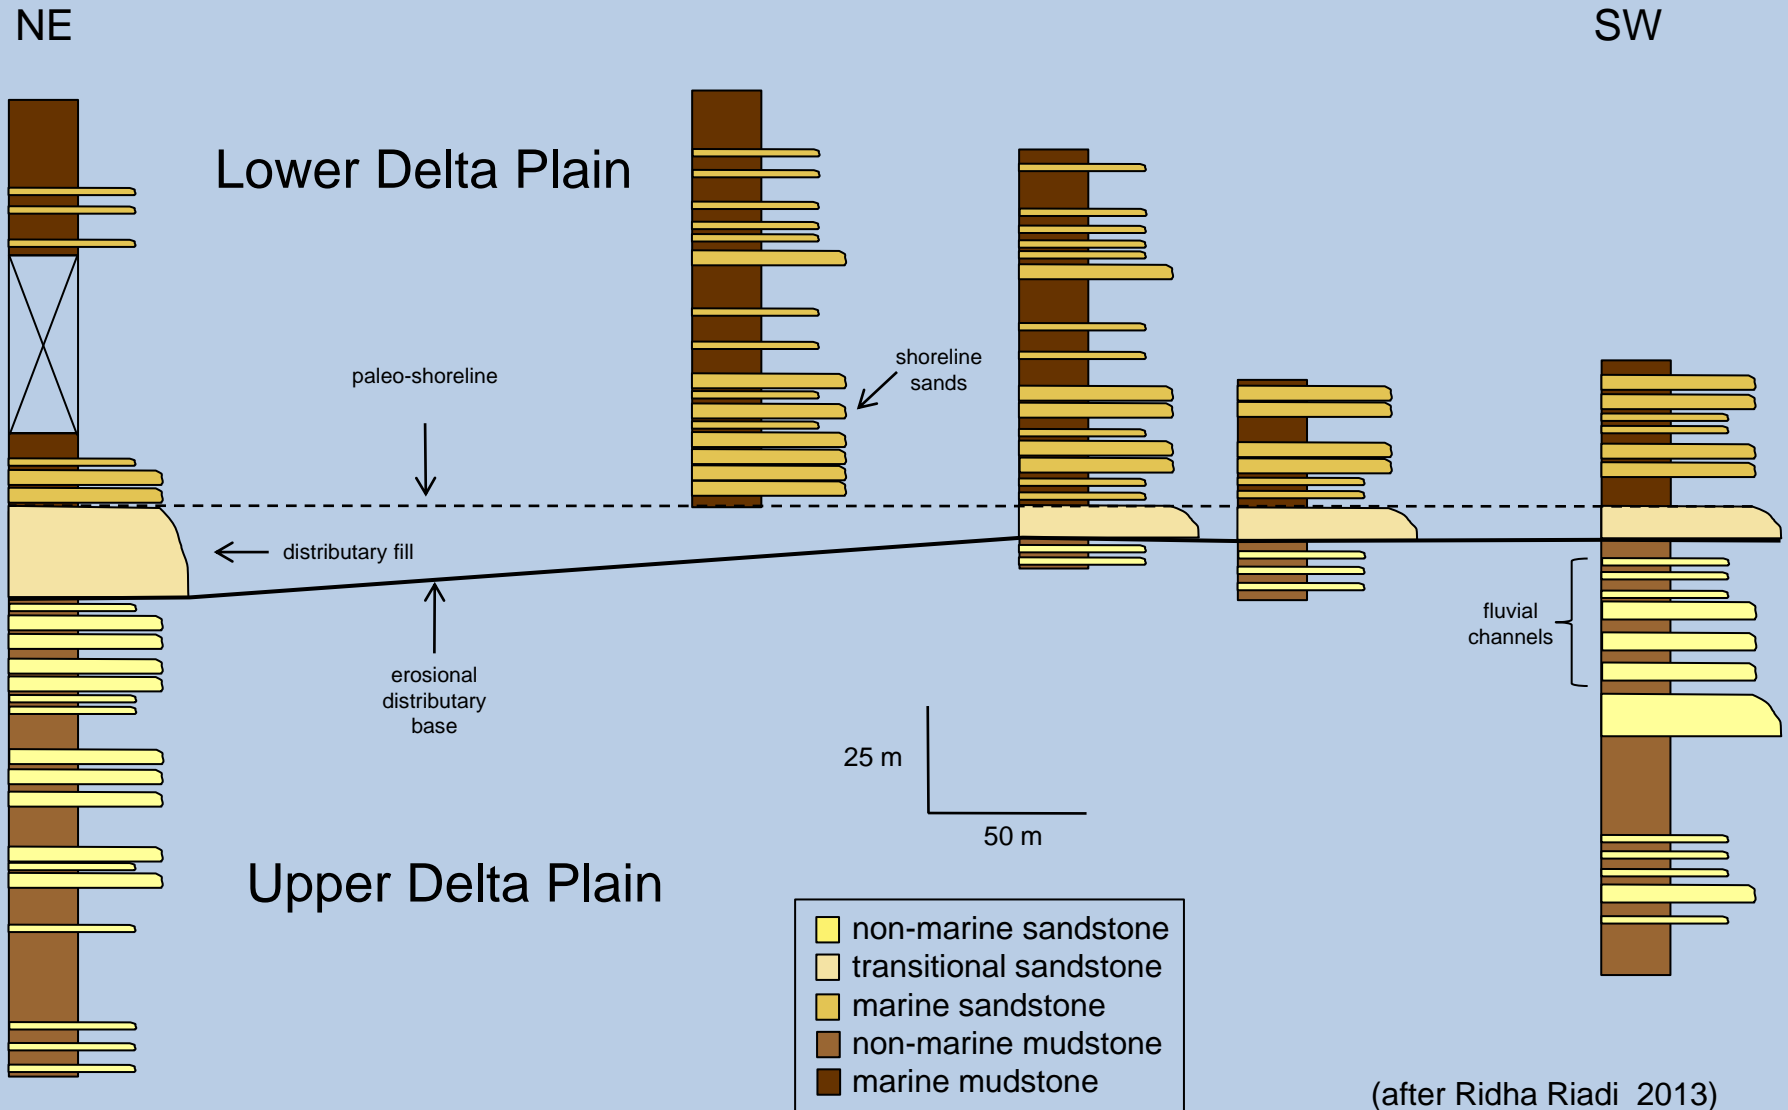 NE
SW
Lower Delta Plain
shoreline
sands
paleo-shoreline
distributary fill
fluvial
channels
erosional
distributary
base
25 m
50 m
Upper Delta Plain
non-marine sandstone
transitional sandstone
marine sandstone
non-marine mudstone
marine mudstone
(after Ridha Riadi 2013)